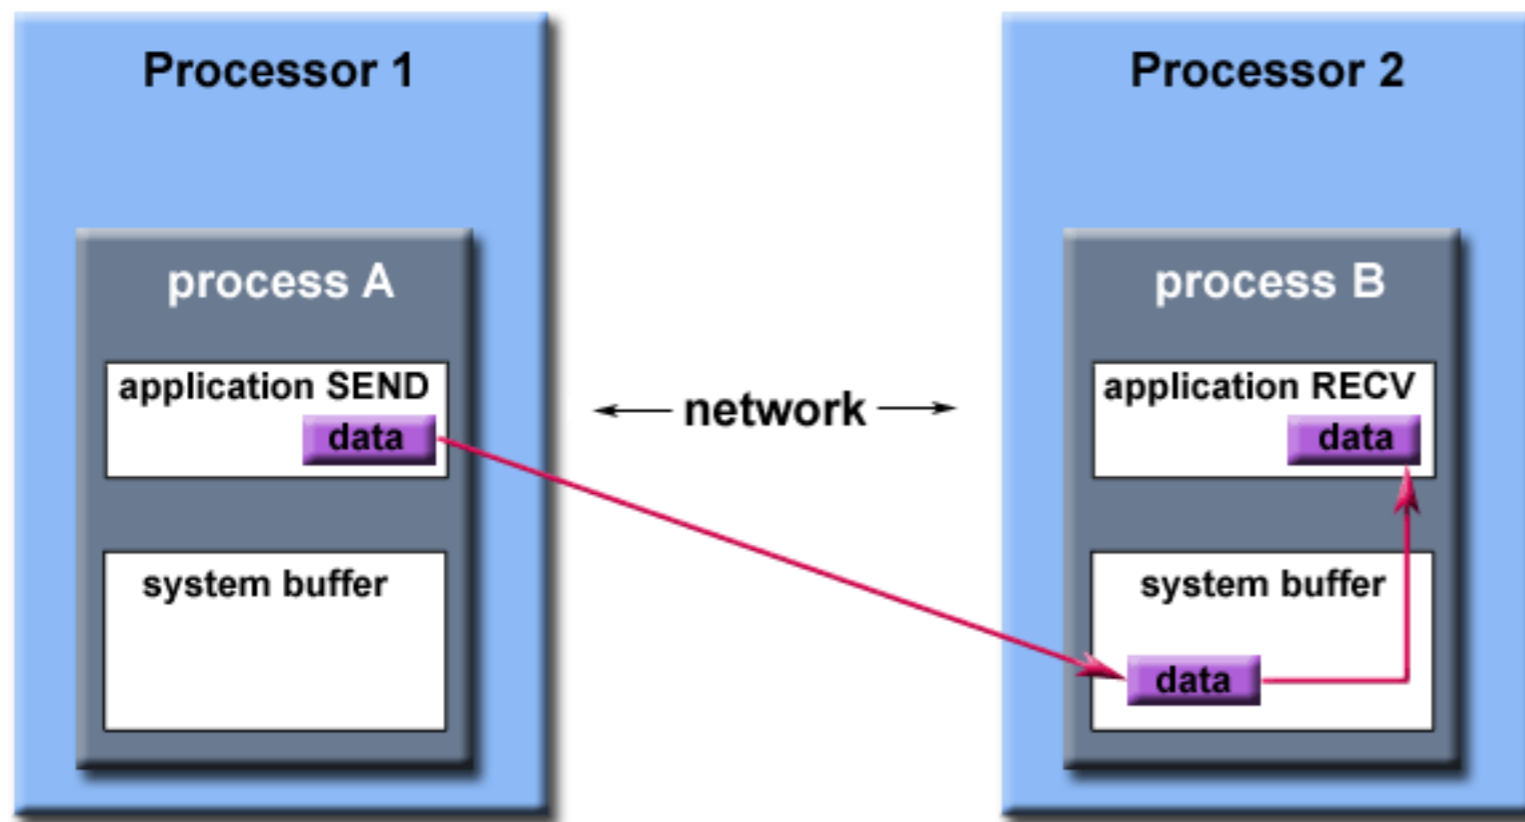 Processor 1
process A
application SEND
data
system buffer
network
Processor 2
process B
application RECV
data
system buffer
data